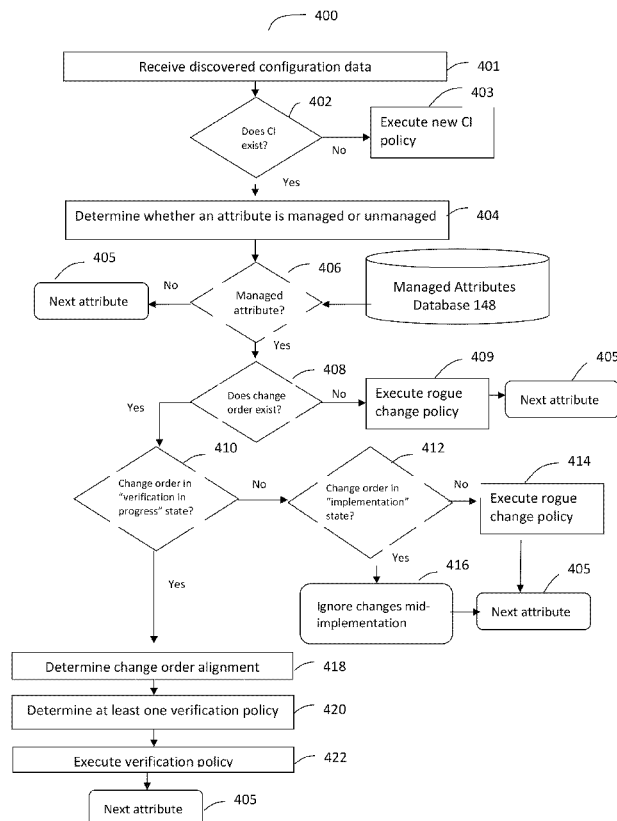 400
Receive discovered configuration data
401
402
403
Does CI
exist?
No
Execute new CI
policy
Yes
Determine whether an attribute is managed or unmanaged
404
405
406
No
Next attribute
Managed
attribute?
Managed Attributes
Database 148
Yes
408
409
405
Does change
order exist?
No
Execute rogue
change policy
Next attribute
Yes
410
412
414
Change order in
"verification in
progress" state?
No
Change order in
"implementation"
state?
No
Execute rogue
change policy
Yes
416
405
Yes
Ignore changes mid-
implementation
Next attribute
Determine change order alignment
418
Determine at least one verification policy
420
Execute verification policy
422
Next attribute
405